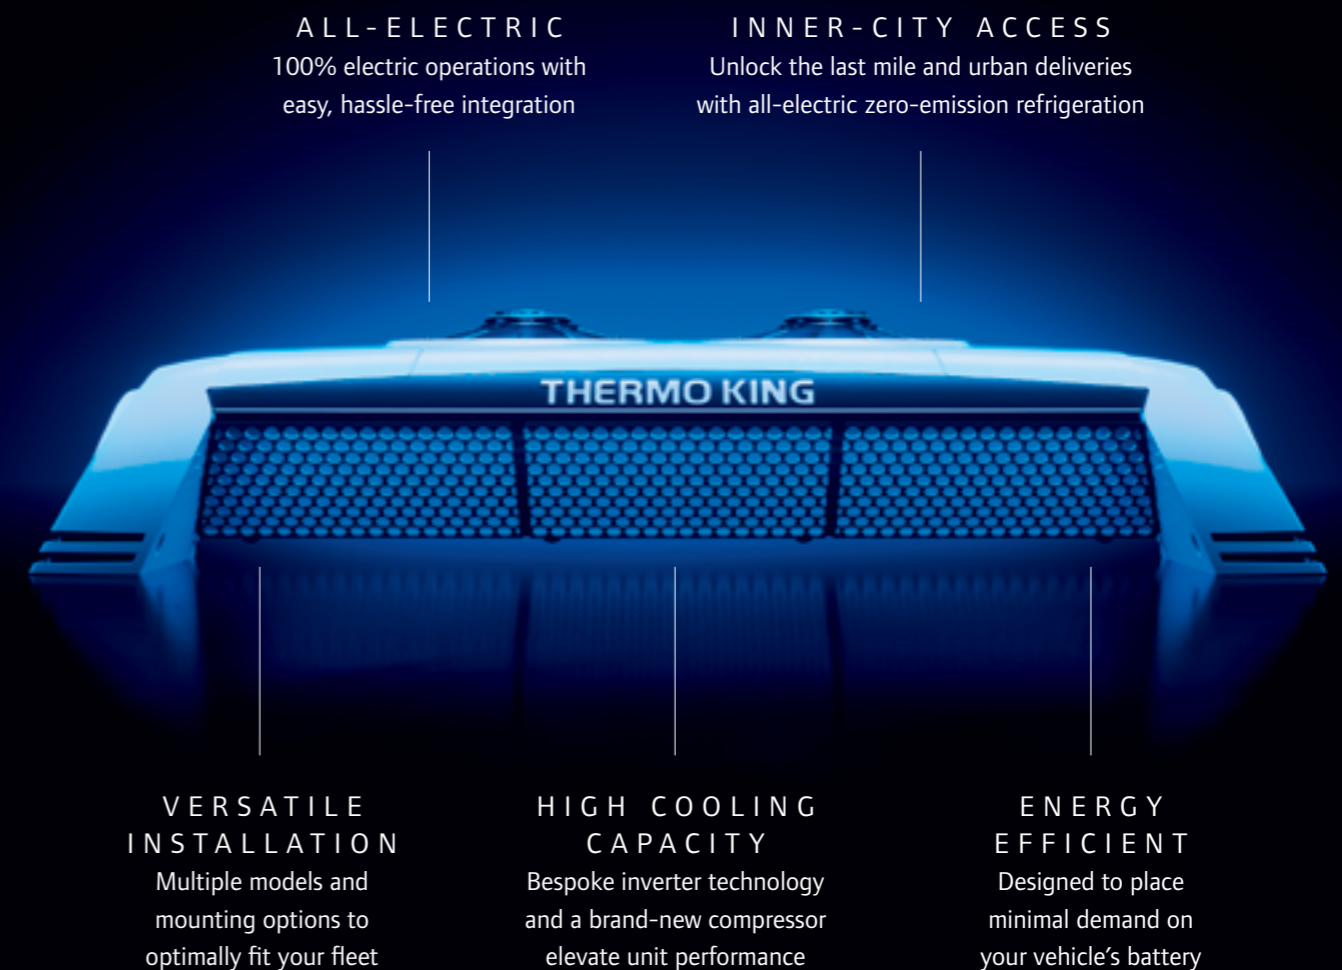 ALL-ELECTRIC
100% electric operations with
easy, hassle-free integration
INNER-CITY ACCESS
Unlock the last mile and urban deliveries
with all-electric zero-emission refrigeration
THERMO KING
VERSATILE
INSTALLATION
Multiple models and
mounting options to
optimally fit your fleet
HIGH COOLING
CAPACITY
Bespoke inverter technology
and a brand-new compressor
elevate unit performance
ENERGY
EFFICIENT
Designed to place
minimal demand on
your vehicle’s battery